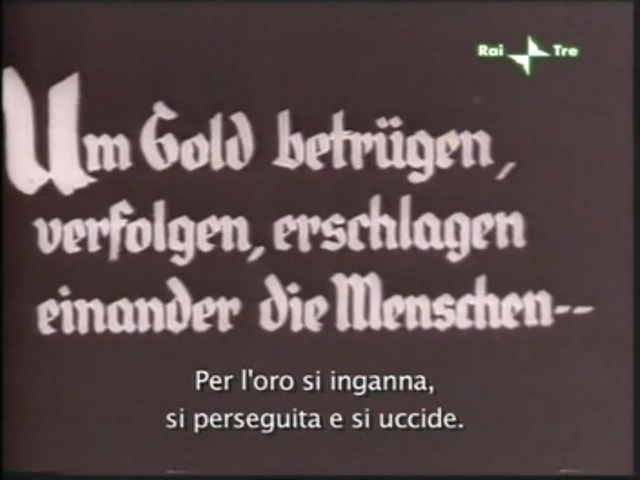 Rai Tre
Um Gold betrügen,
verfolgen, erschlagen
einander die Menschen--
Per l'oro si inganna,
si perseguita e si uccide.